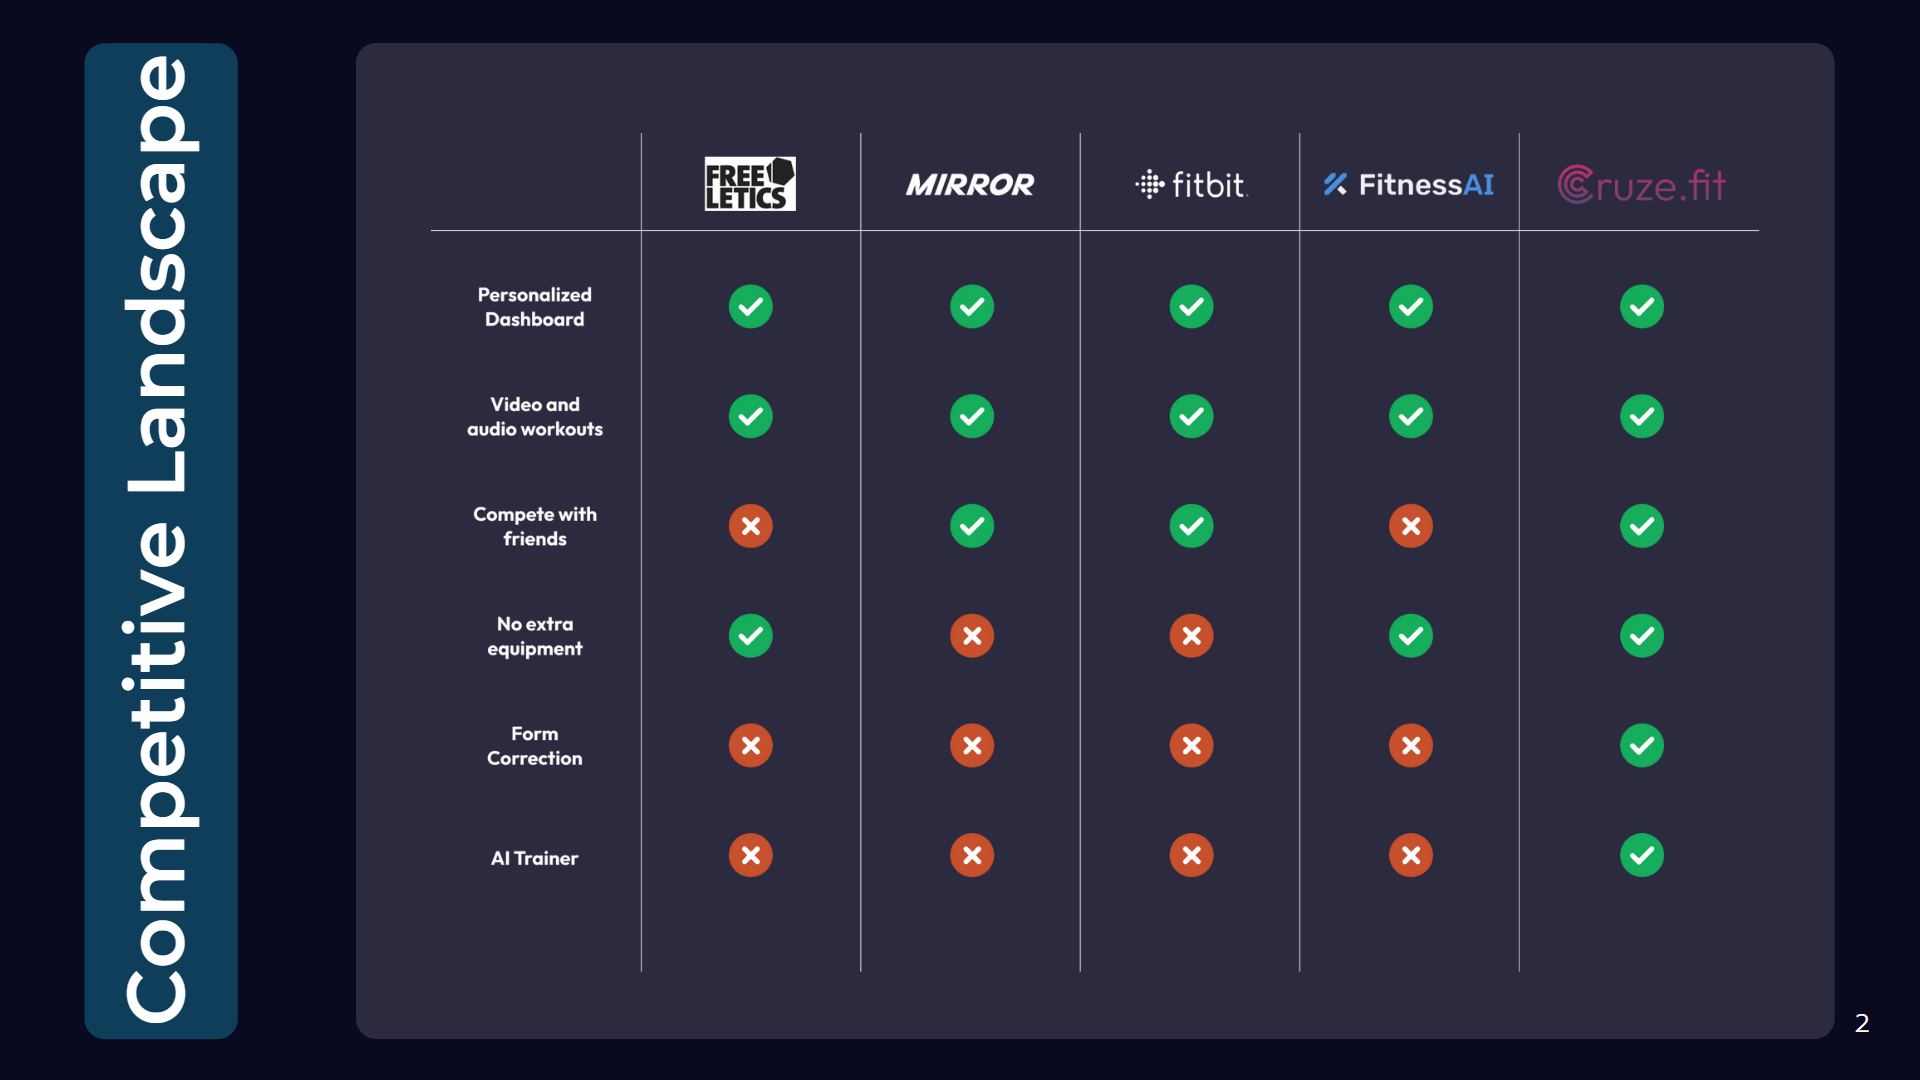 Competitive Landscape
FREE
LETICS
MIRROR
fitbit.
FitnessAI
Cruze.fit
Personalized
Dashboard
Video and
audio workouts
Compete with
friends
No extra
equipment
Form
Correction
AI Trainer
2